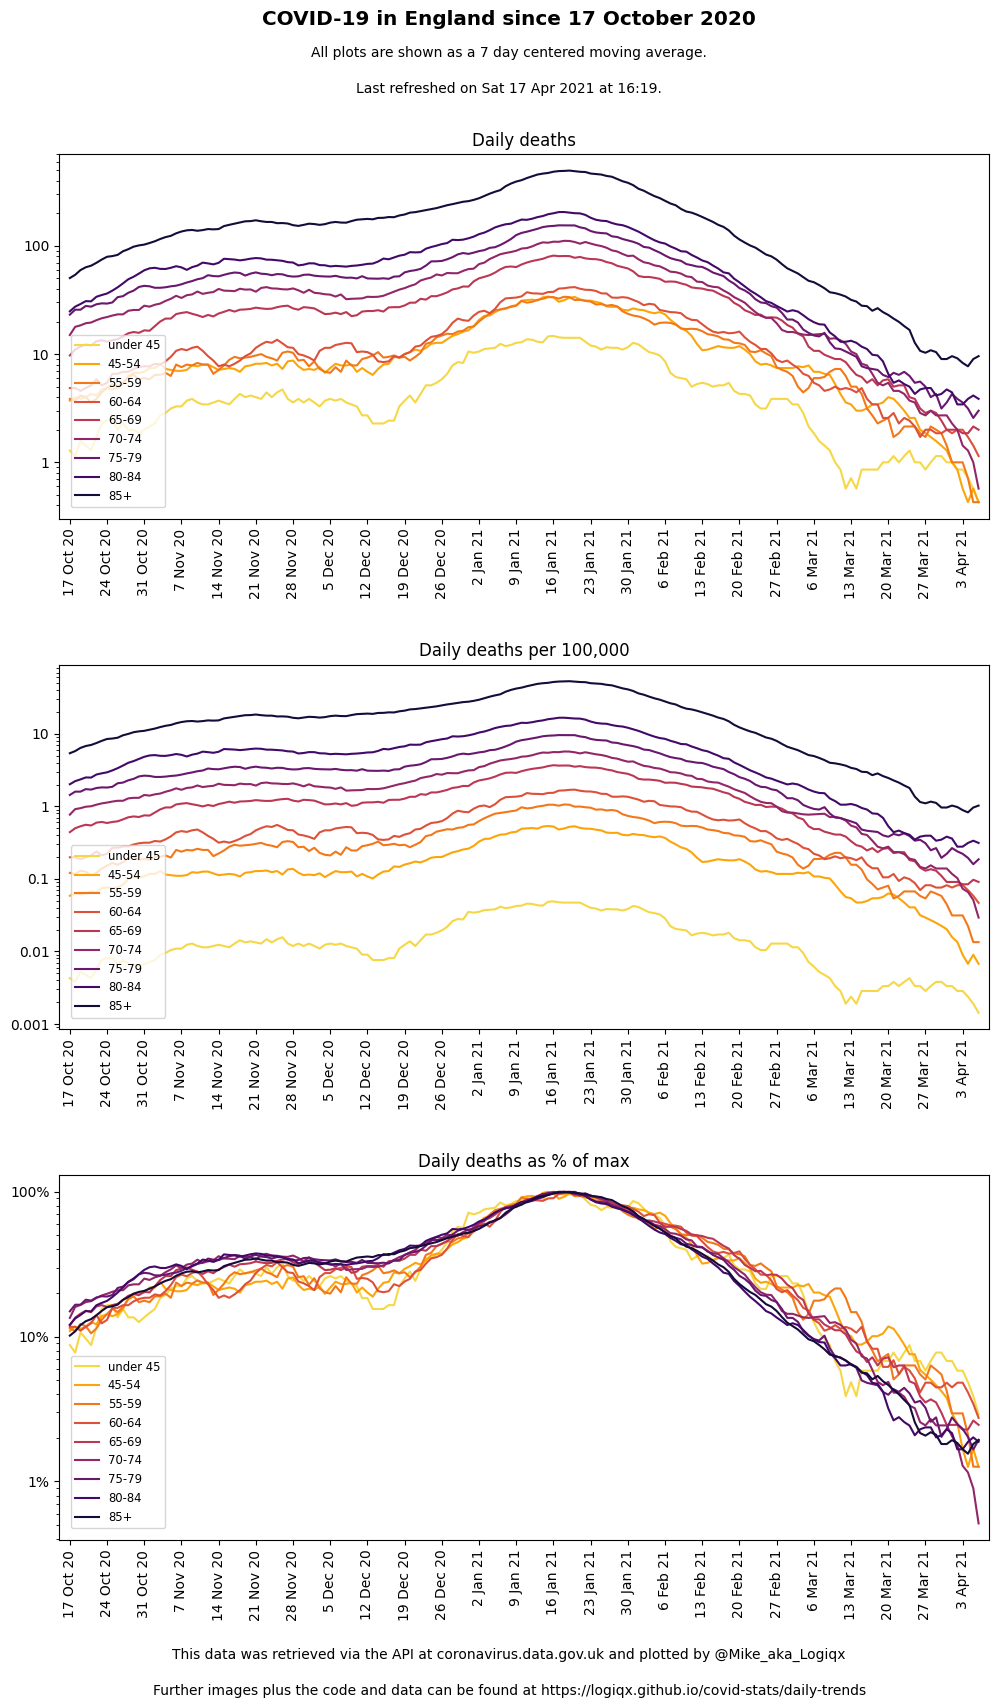 COVID-19 in England since 17 October 2020
All plots are shown as a 7 day centered moving average.
Last refreshed on Sat 17 Apr 2021 at 16:19.
Daily deaths
100
10
1
under 45
45-54
55-59
60-64
65-69
70-74
75-79
80-84
85+
17 Oct 20
24 Oct 20
31 Oct 20
7 Nov 20
14 Nov 20
21 Nov 20
28 Nov 20
5 Dec 20
12 Dec 20
19 Dec 20
26 Dec 20
2 Jan 21
9 Jan 21
16 Jan 21
23 Jan 21
30 Jan 21
6 Feb 21
13 Feb 21
20 Feb 21
27 Feb 21
6 Mar 21
13 Mar 21
20 Mar 21
27 Mar 21
3 Apr 21
Daily deaths per 100,000
10
1
0.1
0.01
0.001
under 45
45-54
55-59
60-64
65-69
70-74
75-79
80-84
85+
17 Oct 20
24 Oct 20
31 Oct 20
7 Nov 20
14 Nov 20
21 Nov 20
28 Nov 20
5 Dec 20
12 Dec 20
19 Dec 20
26 Dec 20
2 Jan 21
9 Jan 21
16 Jan 21
23 Jan 21
30 Jan 21
6 Feb 21
13 Feb 21
20 Feb 21
27 Feb 21
6 Mar 21
13 Mar 21
20 Mar 21
27 Mar 21
3 Apr 21
Daily deaths as % of max
100%
10%
1%
under 45
45-54
55-59
60-64
65-69
70-74
75-79
80-84
85+
17 Oct 20
24 Oct 20
31 Oct 20
7 Nov 20
14 Nov 20
21 Nov 20
28 Nov 20
5 Dec 20
12 Dec 20
19 Dec 20
26 Dec 20
2 Jan 21
9 Jan 21
16 Jan 21
23 Jan 21
30 Jan 21
6 Feb 21
13 Feb 21
20 Feb 21
27 Feb 21
6 Mar 21
13 Mar 21
20 Mar 21
27 Mar 21
3 Apr 21
This data was retrieved via the API at coronavirus.data.gov.uk and plotted by @Mike_aka_Logiqx
Further images plus the code and data can be found at https://logiqx.github.io/covid-stats/daily-trends